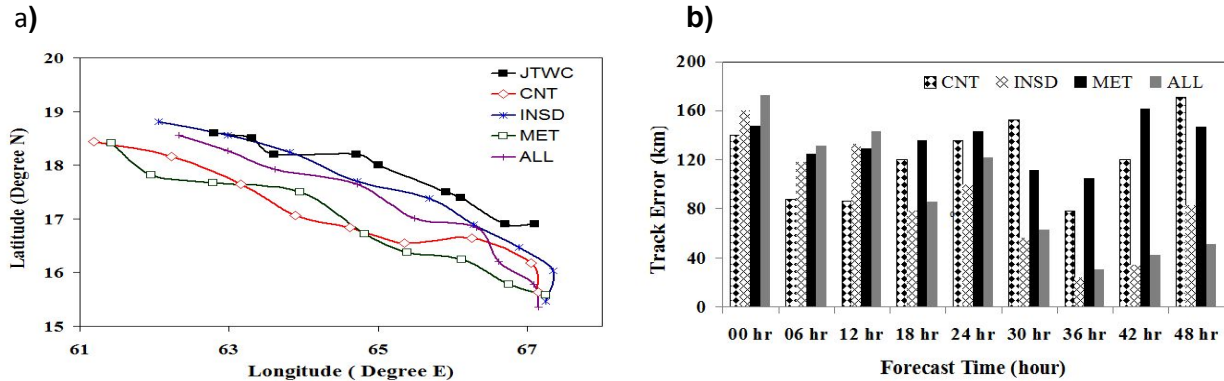 a)
20
19
18
17
16
15
61
63
65
67
Latitude (Degree N)
Longitude ( Degree E)
JTWC
CNT
INSD
MET
ALL
b)
200
160
120
80
40
0
Track Error (km)
CNT INSD MET ALL
00 hr 06 hr 12 hr 18 hr 24 hr 30 hr 36 hr 42 hr 48 hr
Forecast Time (hour)